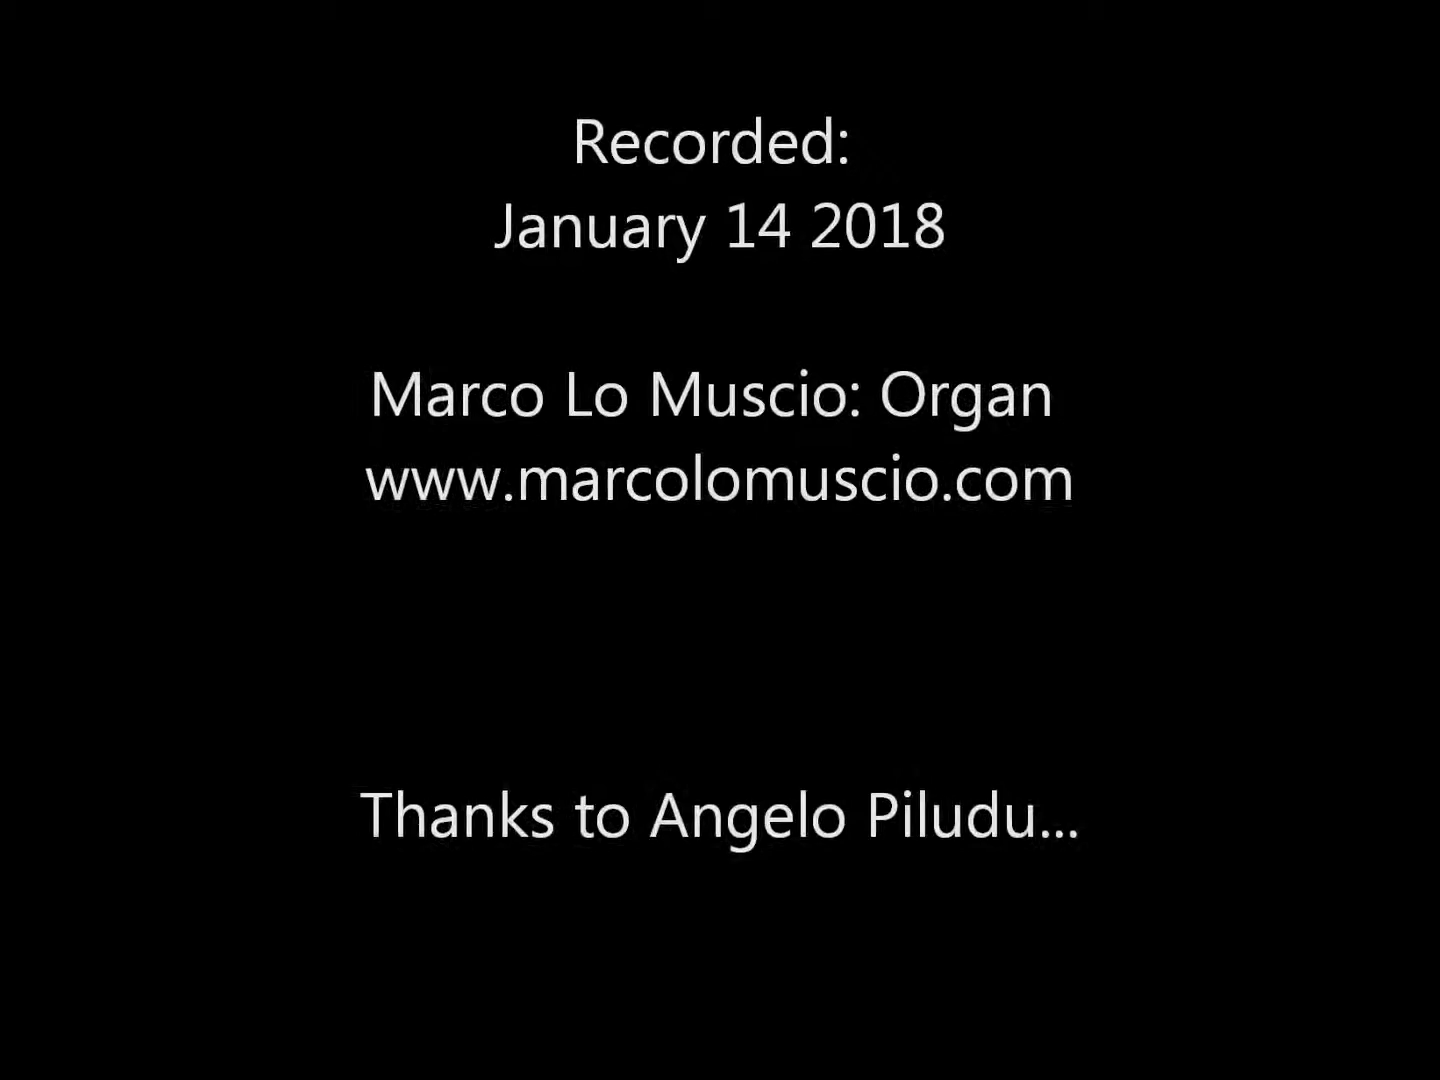 Recorded:
January 14 2018
Marco Lo Muscio: Organ
www.marcolomuscio.com
Thanks to Angelo Piludu...